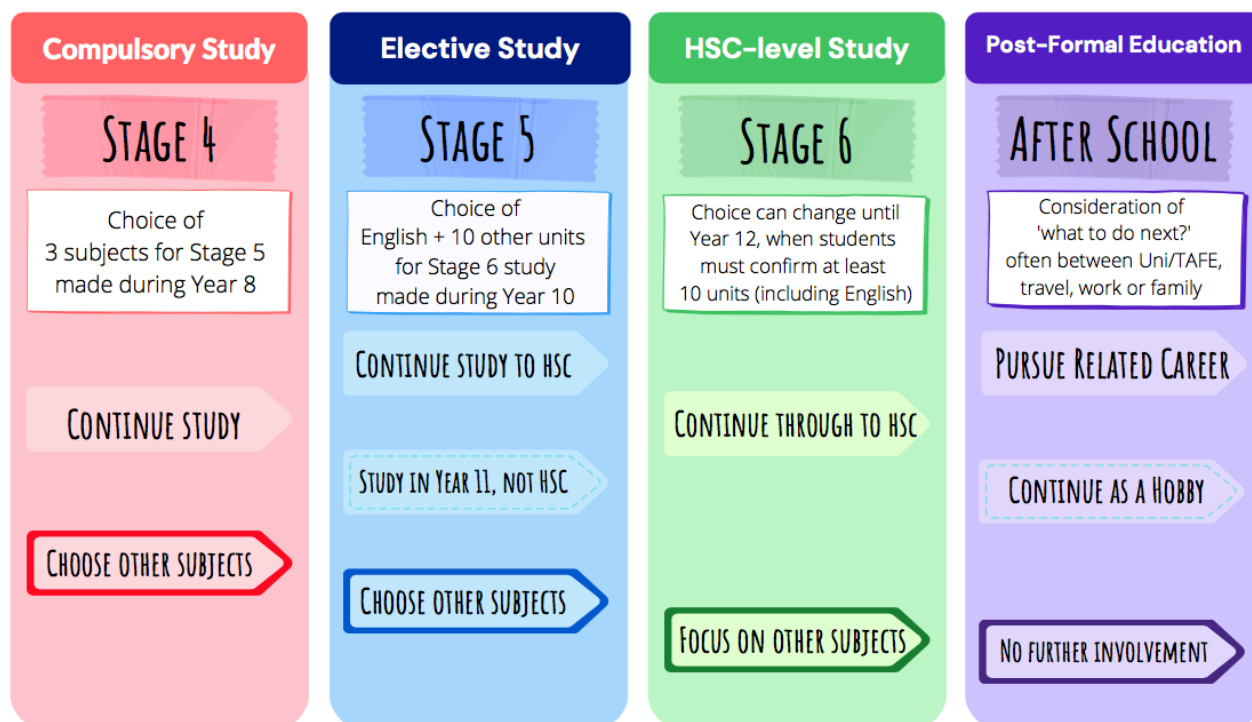 Compulsory Study
STAGE 4
Choice of
3 subjects for Stage 5
made during Year 8
CONTINUE STUDY
CHOOSE OTHER SUBJECTS
Elective Study
STAGE 5
Choice of
English + 10 other units
for Stage 6 study
made during Year 10
CONTINUE STUDY TO HSC
STUDY IN YEAR 11, NOT HSC
CHOOSE OTHER SUBJECTS
HSC-level Study
STAGE 6
Choice can change until
Year 12, when students
must confirm at least
10 units (including English)
CONTINUE THROUGH TO HSC
FOCUS ON OTHER SUBJECTS
Post-Formal Education
AFTER SCHOOL
Consideration of
'what to do next?'
often between Uni/TAFE,
travel, work or family
PURSUE RELATED CAREER
CONTINUE AS A HOBBY
NO FURTHER INVOLVEMENT